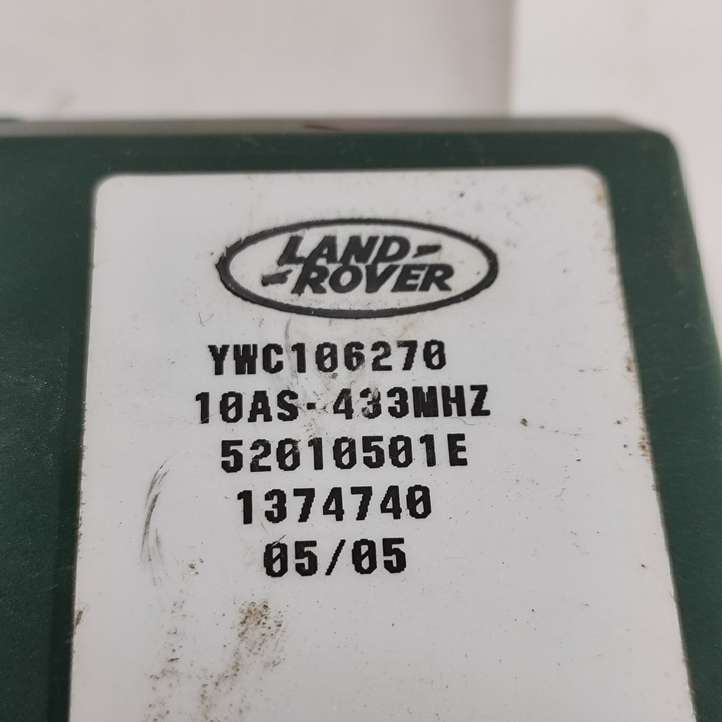 LAND-
-ROVER
YWC106270
10AS-433MHZ
52010501E
1374740
05/05